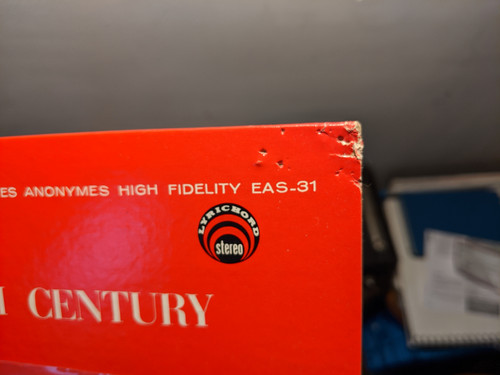 ES ANONYMES HIGH FIDELITY EAS-31
LYRICHORD
stereo
CENTURY